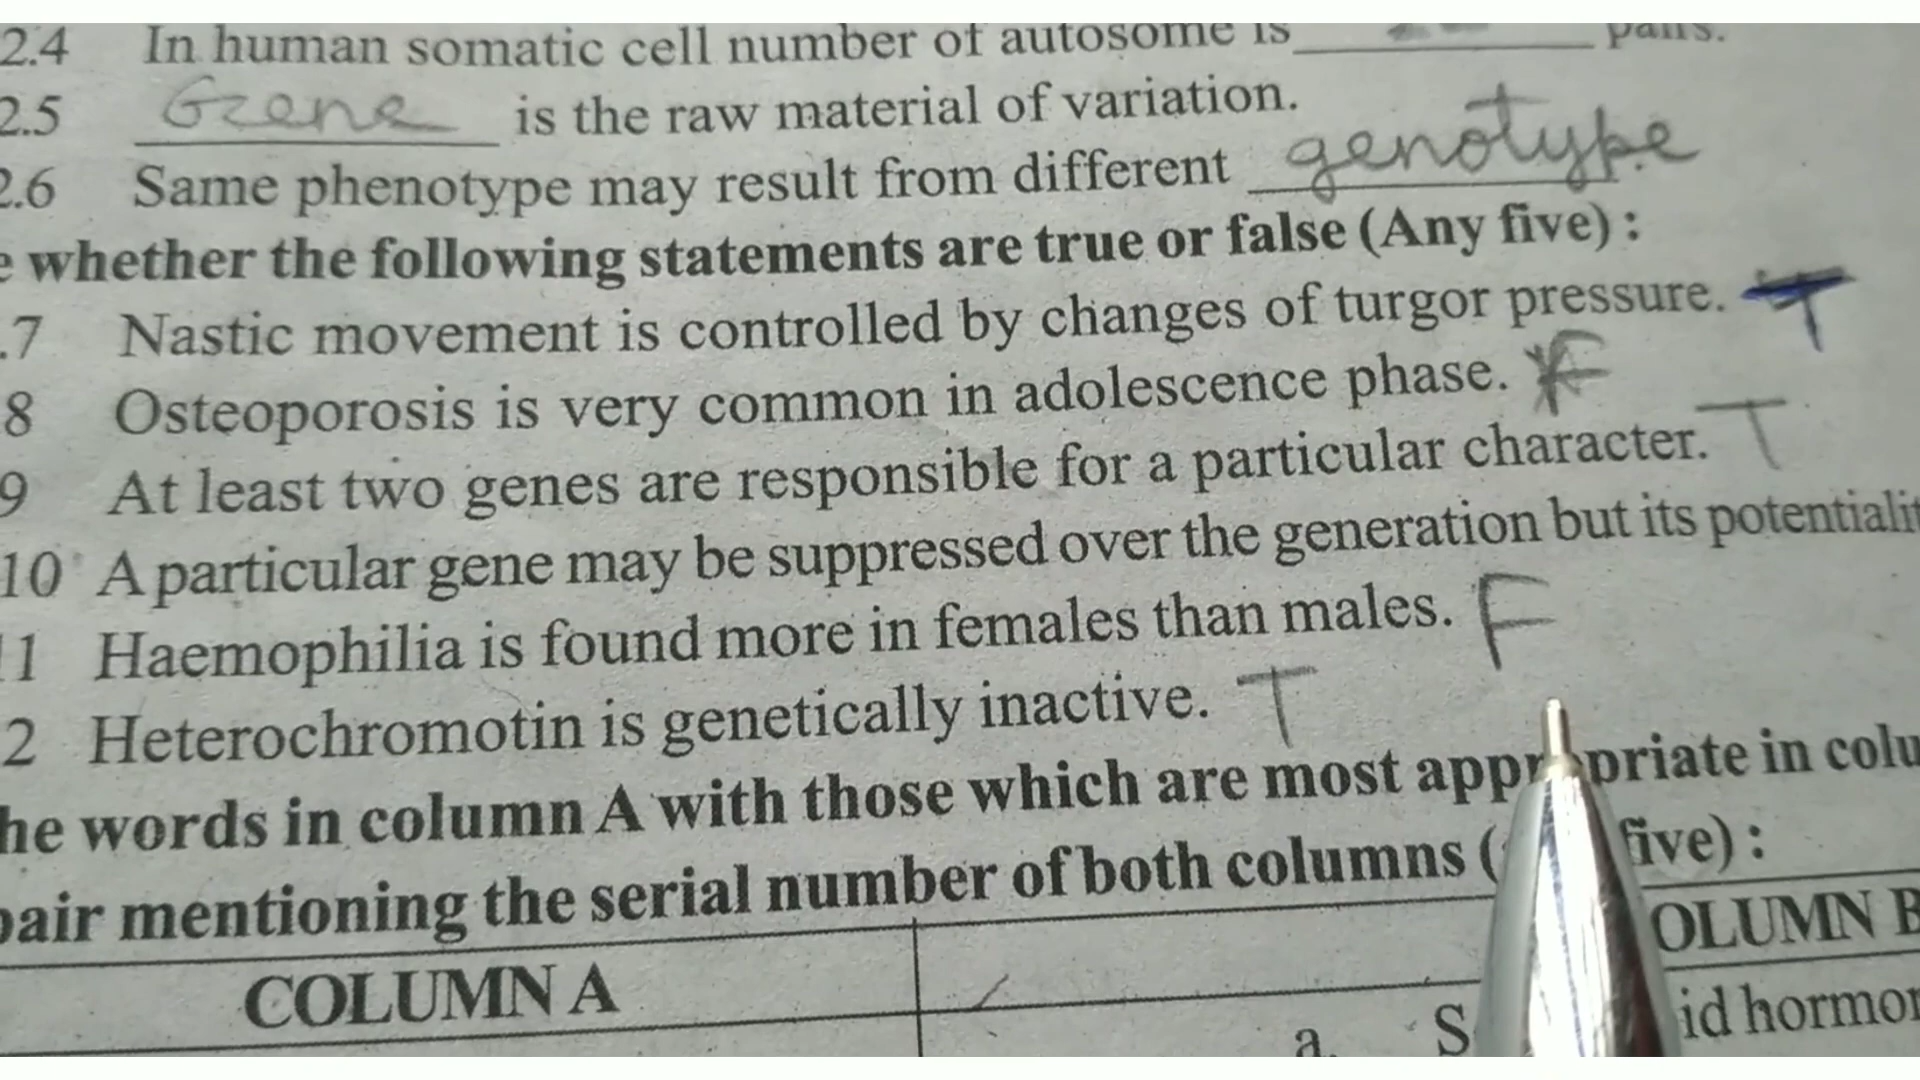 2.4 In human somatic cell number of autosome is pairs.
2.5 Gene is the raw material of variation.
2.6 Same phenotype may result from different genotype.
e whether the following statements are true or false (Any five) :
.7 Nastic movement is controlled by changes of turgor pressure. T
8 Osteoporosis is very common in adolescence phase. F
9 At least two genes are responsible for a particular character. T
10 A particular gene may be suppressed over the generation but its potentialit
11 Haemophilia is found more in females than males. F
2 Heterochromotin is genetically inactive. T
he words in column A with those which are most appropriate in colu
pair mentioning the serial number of both columns ( five) :
COLUMN A OLUMN B
a. S id hormon